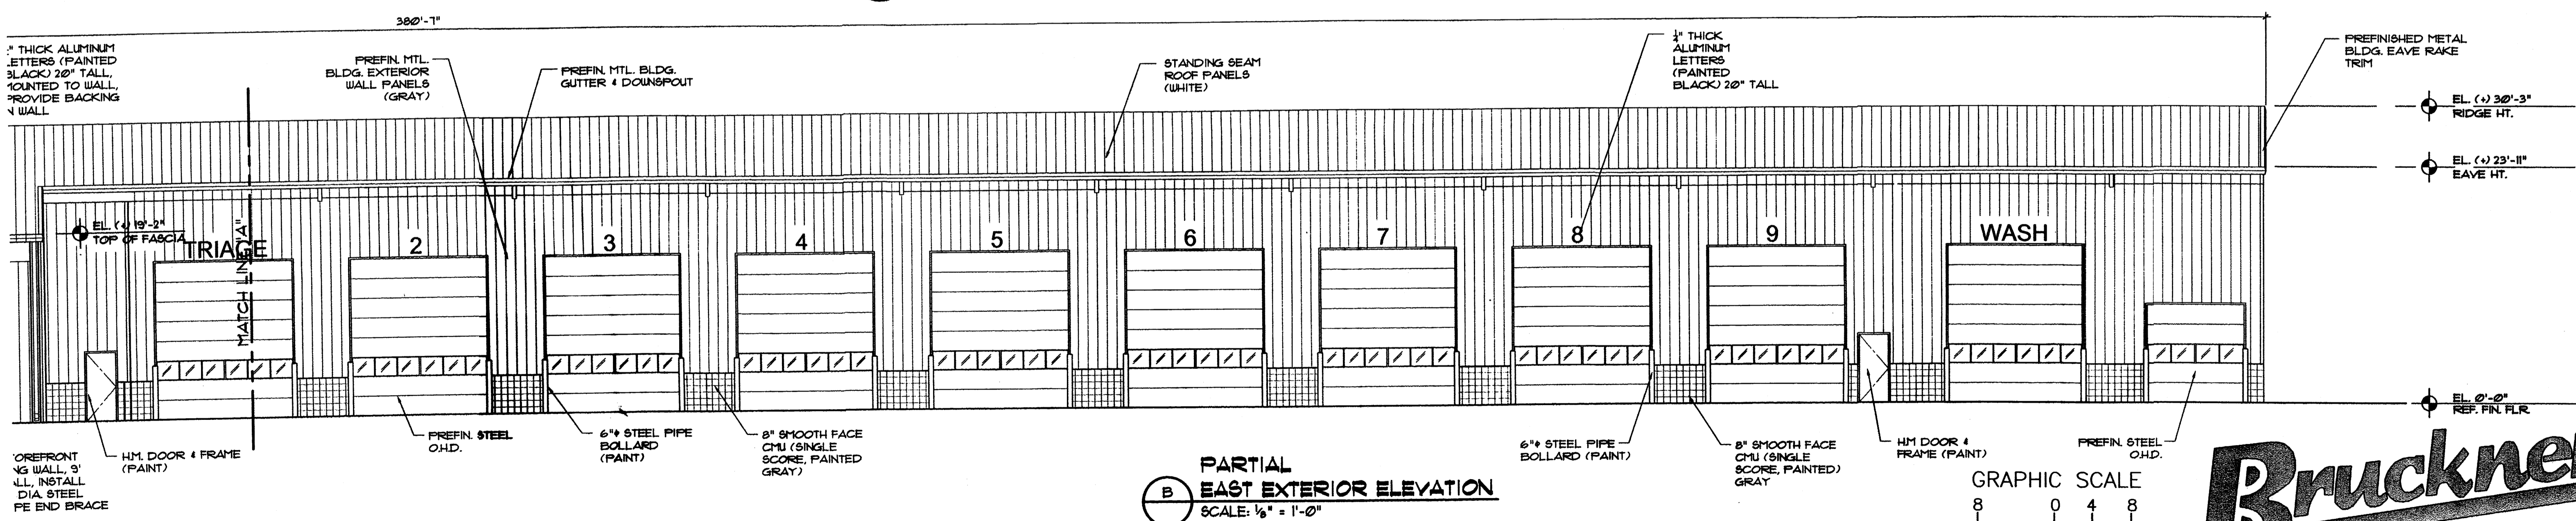 380'-7"
" THICK ALUMINUM
LETTERS (PAINTED
BLACK) 20" TALL,
MOUNTED TO WALL,
PROVIDE BACKING
WALL
PREFIN. MTL.
BLDG. EXTERIOR
WALL PANELS
(GRAY)
PREFIN. MTL. BLDG.
GUTTER & DOWNSPOUT
STANDING SEAM
ROOF PANELS
(WHITE)
¼" THICK
ALUMINUM
LETTERS
(PAINTED
BLACK) 20" TALL
PREFINISHED METAL
BLDG. EAVE RAKE
TRIM
EL. (+) 30'-3"
RIDGE HT.
EL. (+) 23'-11"
EAVE HT.
EL. (+) 19'-2"
TOP OF FASCIA
TRIAGE
MATCH LINE "A"
2
3
4
5
6
7
8
9
WASH
EL. 0'-0"
REF. FIN. FLR.
OREFRONT
NG WALL, 9'
LL, INSTALL
DIA. STEEL
PE END BRACE
H.M. DOOR & FRAME
(PAINT)
PREFIN. STEEL
O.H.D.
6"φ STEEL PIPE
BOLLARD
(PAINT)
8" SMOOTH FACE
CMU (SINGLE
SCORE, PAINTED
GRAY)
6"φ STEEL PIPE
BOLLARD (PAINT)
8" SMOOTH FACE
CMU (SINGLE
SCORE, PAINTED)
GRAY
HM DOOR &
FRAME (PAINT)
PREFIN. STEEL
O.H.D.
B
PARTIAL
EAST EXTERIOR ELEVATION
SCALE: ⅛" = 1'-0"
GRAPHIC SCALE
8 0 4 8
Bruckner